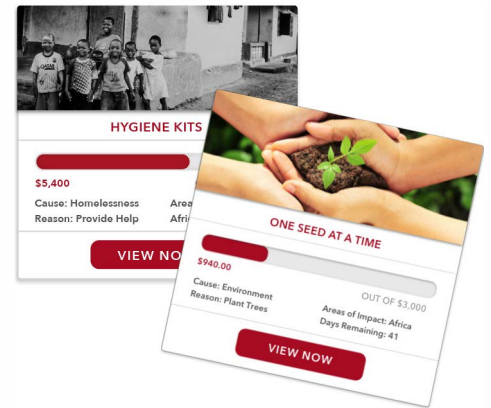 HYGIENE KITS
$5,400
Cause: Homelessness
Reason: Provide Help
VIEW
ONE SEED AT A TIME
$940.00
OUT OF $3,000
Cause: Environment
Reason: Plant Trees
Areas of Impact: Africa
Days Remaining: 41
VIEW NOW